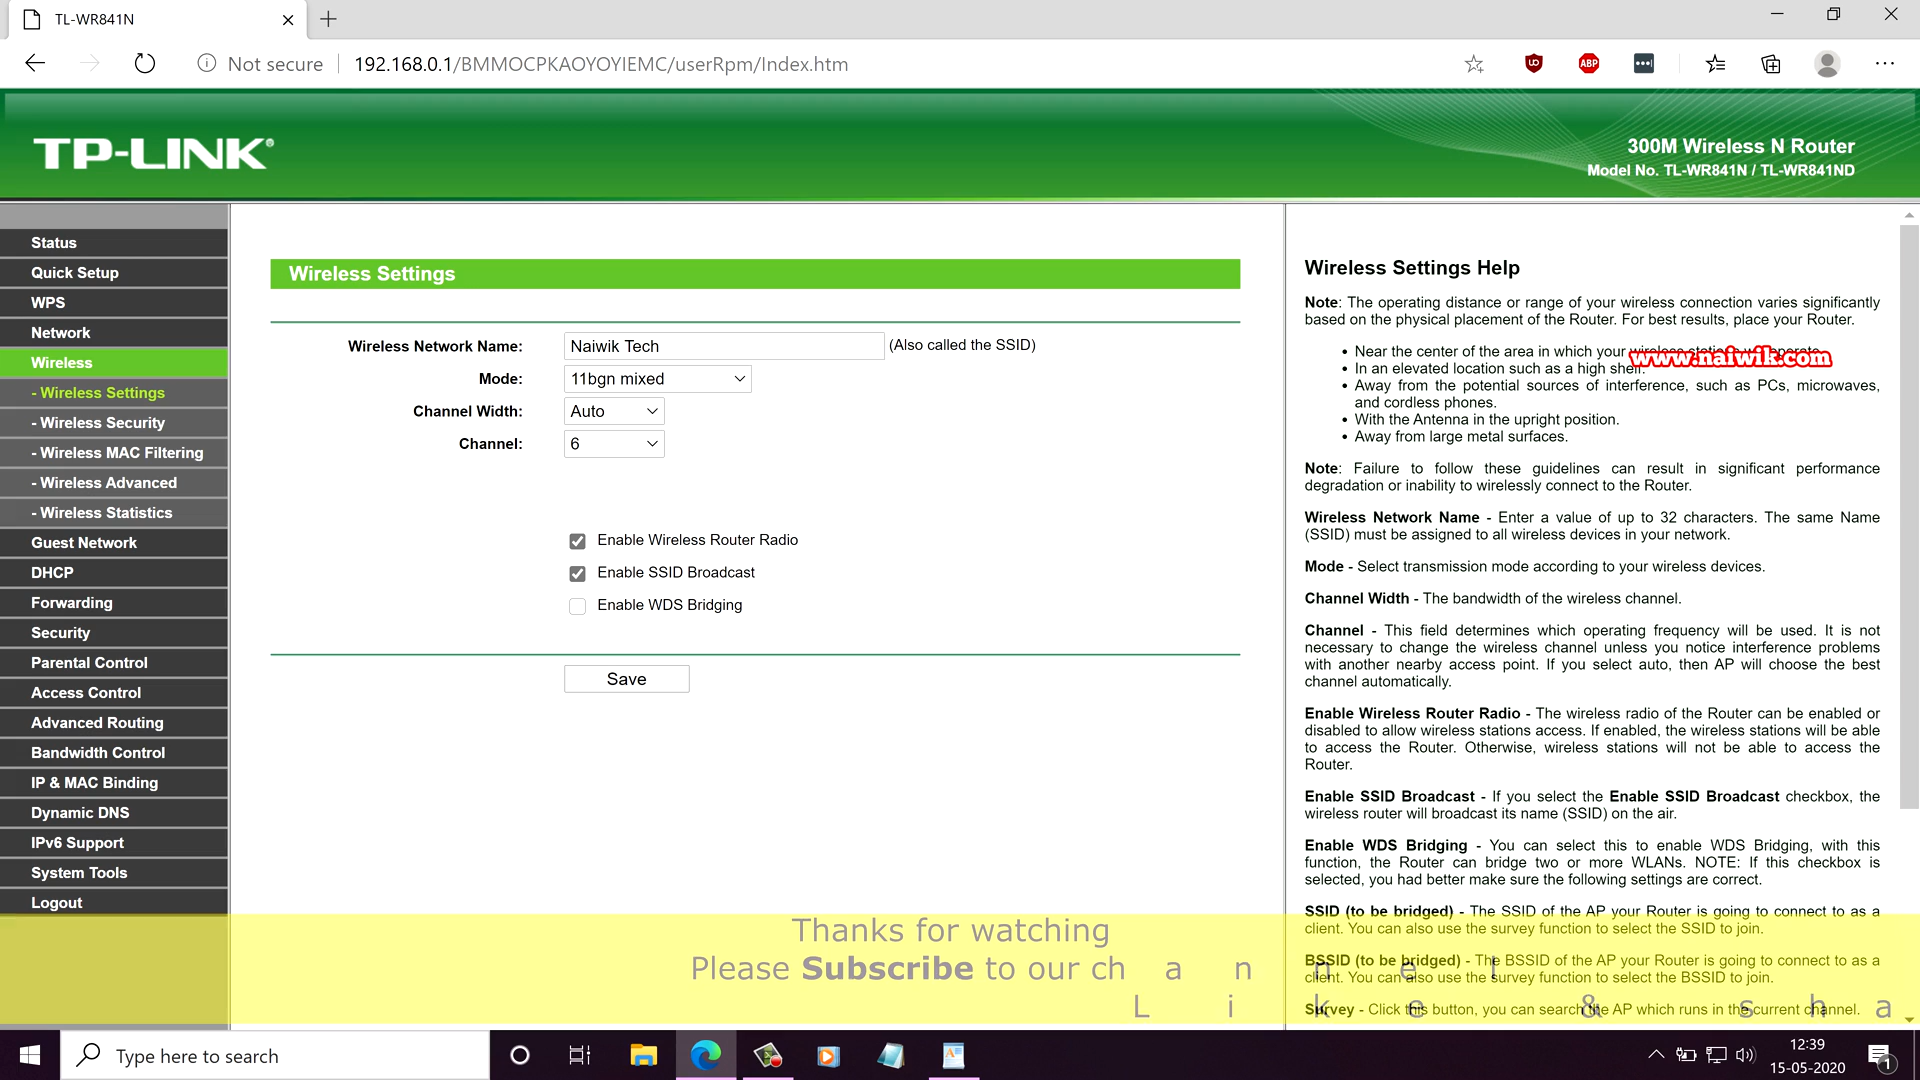 TL-WR841N
Not secure
192.168.0.1/BMMOCPKAOYOYIEMC/userRpm/Index.htm
UO
ABP
TP-LINK®
300M Wireless N Router
Model No. TL-WR841N / TL-WR841ND
Status
Quick Setup
WPS
Network
Wireless
- Wireless Settings
- Wireless Security
- Wireless MAC Filtering
- Wireless Advanced
- Wireless Statistics
Guest Network
DHCP
Forwarding
Security
Parental Control
Access Control
Advanced Routing
Bandwidth Control
IP & MAC Binding
Dynamic DNS
IPv6 Support
System Tools
Logout
Wireless Settings
Wireless Network Name: Naiwik Tech (Also called the SSID)
Mode: 11bgn mixed
Channel Width: Auto
Channel: 6
Enable Wireless Router Radio
Enable SSID Broadcast
Enable WDS Bridging
Save
Wireless Settings Help
Note: The operating distance or range of your wireless connection varies significantly
based on the physical placement of the Router. For best results, place your Router.
• Near the center of the area in which your wireless stations will operate.
www.naiwik.com
• In an elevated location such as a high shelf.
• Away from the potential sources of interference, such as PCs, microwaves,
and cordless phones.
• With the Antenna in the upright position.
• Away from large metal surfaces.
Note: Failure to follow these guidelines can result in significant performance
degradation or inability to wirelessly connect to the Router.
Wireless Network Name - Enter a value of up to 32 characters. The same Name
(SSID) must be assigned to all wireless devices in your network.
Mode - Select transmission mode according to your wireless devices.
Channel Width - The bandwidth of the wireless channel.
Channel - This field determines which operating frequency will be used. It is not
necessary to change the wireless channel unless you notice interference problems
with another nearby access point. If you select auto, then AP will choose the best
channel automatically.
Enable Wireless Router Radio - The wireless radio of the Router can be enabled or
disabled to allow wireless stations access. If enabled, the wireless stations will be able
to access the Router. Otherwise, wireless stations will not be able to access the
Router.
Enable SSID Broadcast - If you select the Enable SSID Broadcast checkbox, the
wireless router will broadcast its name (SSID) on the air.
Enable WDS Bridging - You can select this to enable WDS Bridging, with this
function, the Router can bridge two or more WLANs. NOTE: If this checkbox is
selected, you had better make sure the following settings are correct.
SSID (to be bridged) - The SSID of the AP your Router is going to connect to as a
client. You can also use the survey function to select the SSID to join.
BSSID (to be bridged) - The BSSID of the AP your Router is going to connect to as a
client. You can also use the survey function to select the BSSID to join.
Survey - Click this button, you can search the AP which runs in the current channel.
Thanks for watching
Please Subscribe to our ch a n n e l
L i k e & s h a
Type here to search
12:39
15-05-2020
1